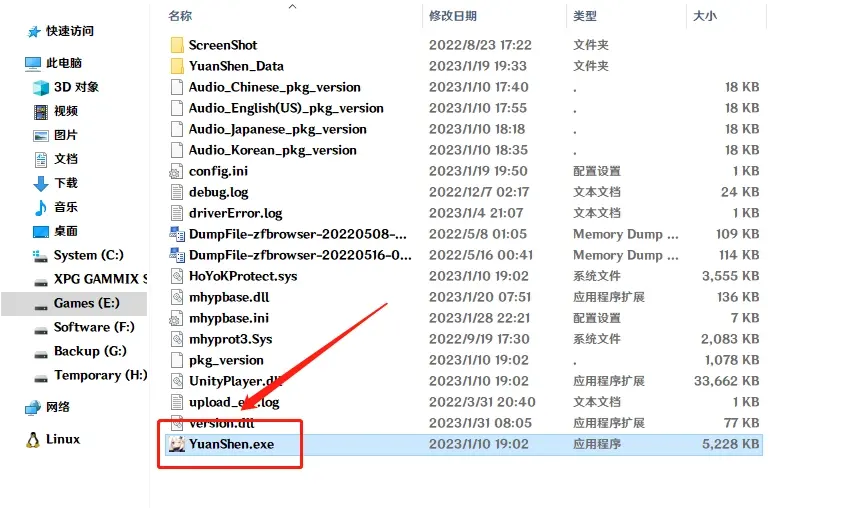 名称 修改日期 类型 大小
快速访问
此电脑
3D 对象
视频
图片
文档
下载
音乐
桌面
System (C:)
XPG GAMMIX S
Games (E:)
Software (F:)
Backup (G:)
Temporary (H:)
网络
Linux
ScreenShot 2022/8/23 17:22 文件夹
YuanShen_Data 2023/1/19 19:33 文件夹
Audio_Chinese_pkg_version 2023/1/10 17:40 . 18 KB
Audio_English(US)_pkg_version 2023/1/10 17:55 . 18 KB
Audio_Japanese_pkg_version 2023/1/10 18:18 . 18 KB
Audio_Korean_pkg_version 2023/1/10 18:35 . 18 KB
config.ini 2023/1/19 19:50 配置设置 1 KB
debug.log 2022/12/7 02:17 文本文档 24 KB
driverError.log 2023/1/4 21:07 文本文档 1 KB
DumpFile-zfbrowser-20220508-... 2022/5/8 01:05 Memory Dump ... 109 KB
DumpFile-zfbrowser-20220516-0... 2022/5/16 00:41 Memory Dump ... 114 KB
HoYoKProtect.sys 2023/1/10 19:02 系统文件 3,555 KB
mhypbase.dll 2023/1/20 07:51 应用程序扩展 136 KB
mhypbase.ini 2023/1/28 22:21 配置设置 7 KB
mhyprot3.Sys 2022/9/19 17:30 系统文件 2,083 KB
pkg_version 2023/1/10 19:02 . 1,078 KB
UnityPlayer.dll 2023/1/10 19:02 应用程序扩展 33,662 KB
2022/3/31 20:40 文本文档 1 KB
version.dll 2023/1/31 08:05 应用程序扩展 77 KB
YuanShen.exe 2023/1/10 19:02 应用程序 5,228 KB